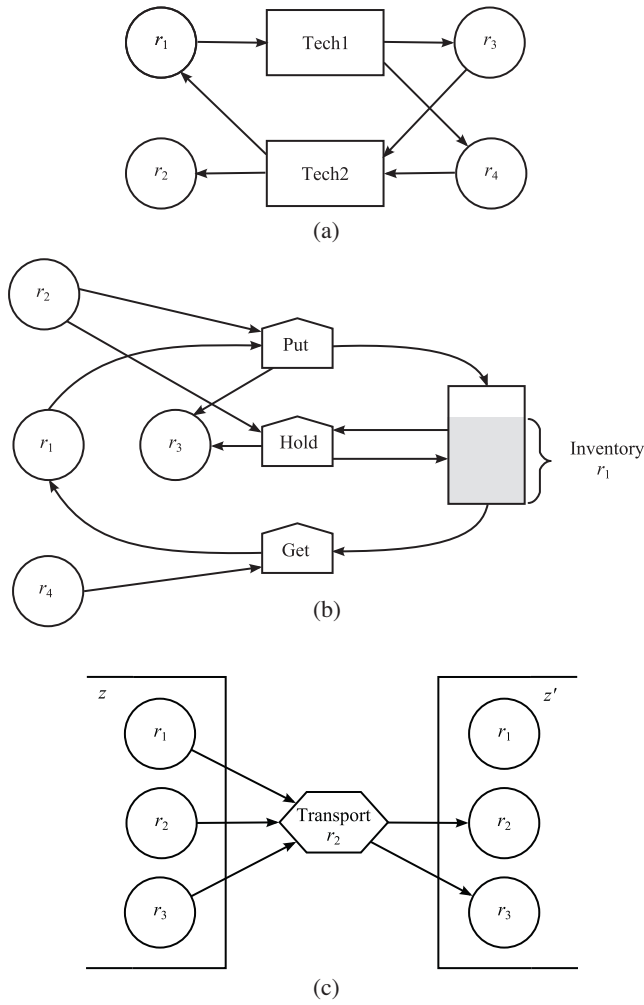 r₁ Tech1 r₃
r₂ Tech2 r₄
(a)
r₂
Put
r₁ r₃ Hold Inventory
r₁
Get
r₄
(b)
z z′
r₁ r₁
Transport
r₂ r₂ r₂
r₃ r₃
(c)